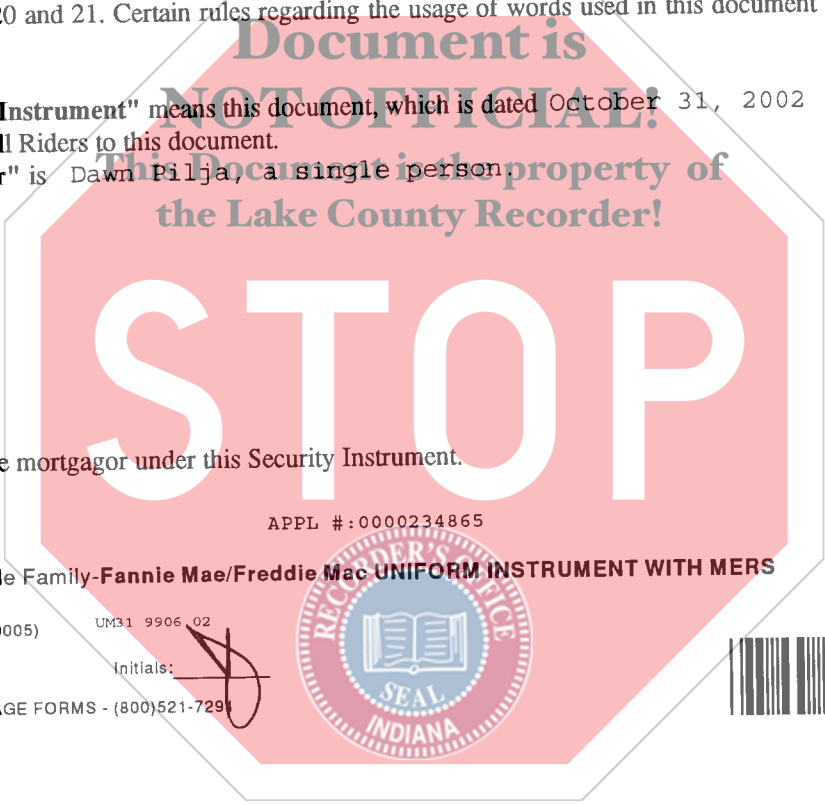 20 and 21. Certain rules regarding the usage of words used in this document
Document is
Instrument" means this document, which is dated October 31, 2002
NOT OFFICIAL!
ll Riders to this document.
This Document is the property of
r" is Dawn Pilja, a single person.
the Lake County Recorder!
STOP
e mortgagor under this Security Instrument.
APPL #:0000234865
le Family-Fannie Mae/Freddie Mac UNIFORM INSTRUMENT WITH MERS
0005) UM31 9906.02
Initials:
AGE FORMS - (800)521-7291
RECORDER'S OFFICE
SEAL
INDIANA